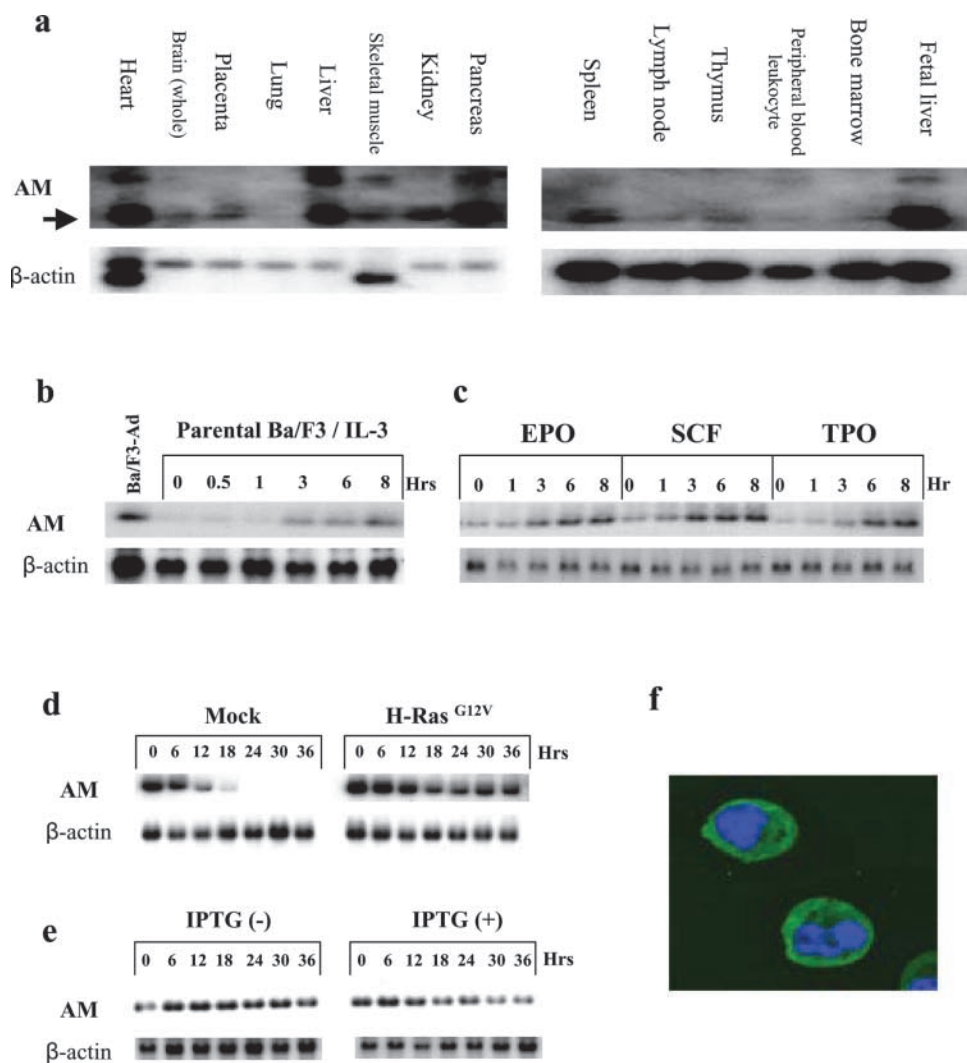 a
Heart
Brain (whole)
Placenta
Lung
Liver
Skeletal muscle
Kidney
Pancreas
Spleen
Lymph node
Thymus
Peripheral blood
leukocyte
Bone marrow
Fetal liver
AM
β-actin
b
Ba/F3-Ad
Parental Ba/F3 / IL-3
0 0.5 1 3 6 8 Hrs
AM
β-actin
c
EPO SCF TPO
0 1 3 6 8 0 1 3 6 8 0 1 3 6 8 Hr
d
Mock H-Ras G12V
0 6 12 18 24 30 36 0 6 12 18 24 30 36 Hrs
AM
β-actin
e
IPTG (-) IPTG (+)
0 6 12 18 24 30 36 0 6 12 18 24 30 36 Hrs
AM
β-actin
f